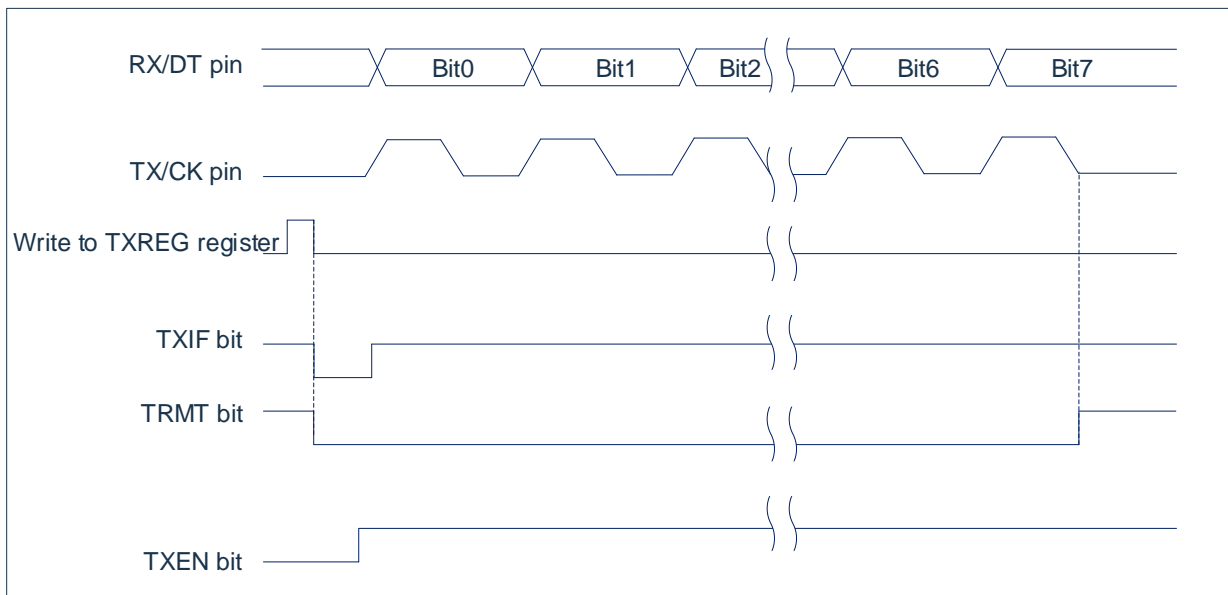 RX/DT pin
Bit0 Bit1 Bit2 Bit6 Bit7
TX/CK pin
Write to TXREG register
TXIF bit
TRMT bit
TXEN bit